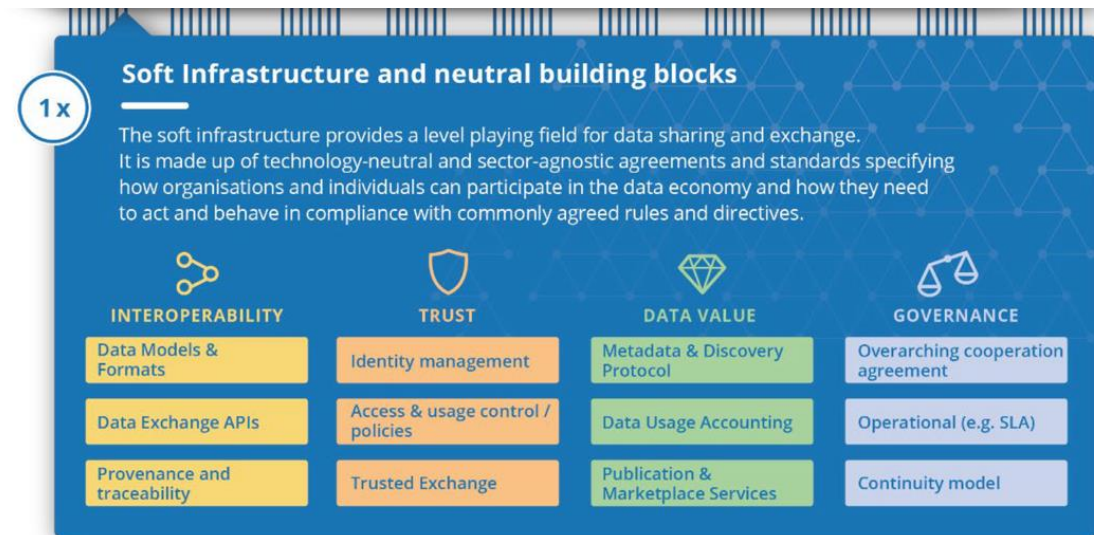 Soft Infrastructure and neutral building blocks
1 x
The soft infrastructure provides a level playing field for data sharing and exchange.
It is made up of technology-neutral and sector-agnostic agreements and standards specifying
how organisations and individuals can participate in the data economy and how they need
to act and behave in compliance with commonly agreed rules and directives.
INTEROPERABILITY
Data Models &
Formats
Data Exchange APIs
Provenance and
traceability
TRUST
Identity management
Access & usage control /
policies
Trusted Exchange
DATA VALUE
Metadata & Discovery
Protocol
Data Usage Accounting
Publication &
Marketplace Services
GOVERNANCE
Overarching cooperation
agreement
Operational (e.g. SLA)
Continuity model